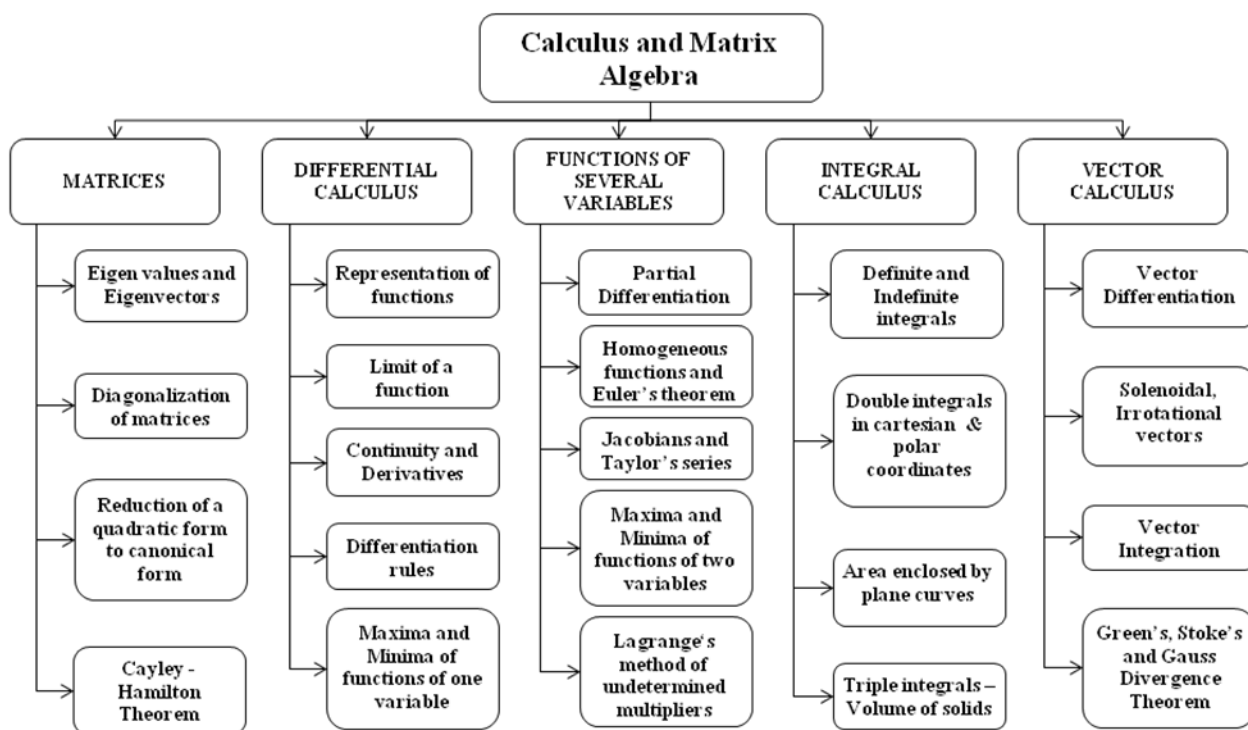 Calculus and Matrix
Algebra
MATRICES
Eigen values and
Eigenvectors
Diagonalization
of matrices
Reduction of a
quadratic form
to canonical
form
Cayley -
Hamilton
Theorem
DIFFERENTIAL
CALCULUS
Representation of
functions
Limit of a
function
Continuity and
Derivatives
Differentiation
rules
Maxima and
Minima of
functions of one
variable
FUNCTIONS OF
SEVERAL
VARIABLES
Partial
Differentiation
Homogeneous
functions and
Euler's theorem
Jacobians and
Taylor's series
Maxima and
Minima of
functions of two
variables
Lagrange‘s
method of
undetermined
multipliers
INTEGRAL
CALCULUS
Definite and
Indefinite
integrals
Double integrals
in cartesian &
polar
coordinates
Area enclosed by
plane curves
Triple integrals –
Volume of solids
VECTOR
CALCULUS
Vector
Differentiation
Solenoidal,
Irrotational
vectors
Vector
Integration
Green's, Stoke's
and Gauss
Divergence
Theorem